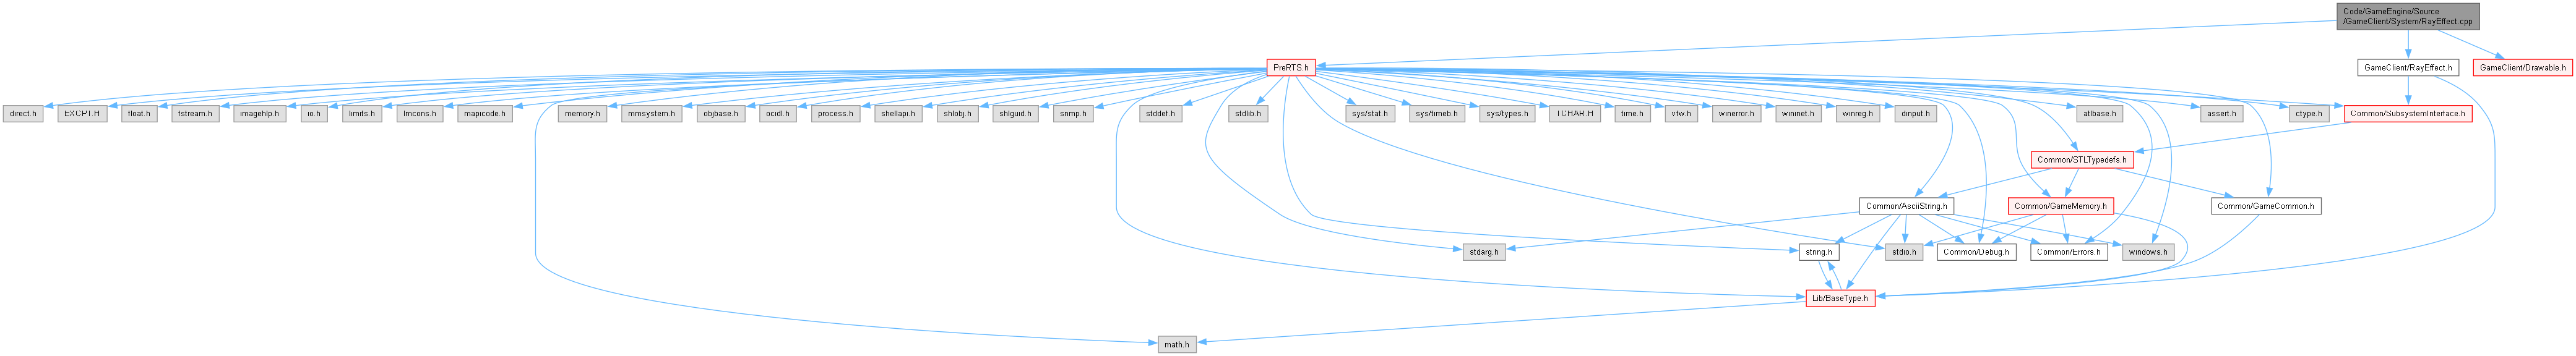 Code/GameEngine/Source
/GameClient/System/RayEffect.cpp
PreRTS.h
GameClient/RayEffect.h
GameClient/Drawable.h
direct.h
EXCPT.H
float.h
fstream.h
imagehlp.h
io.h
limits.h
lmcons.h
mapicode.h
memory.h
mmsystem.h
objbase.h
ocidl.h
process.h
shellapi.h
shlobj.h
shlguid.h
snmp.h
stddef.h
stdlib.h
sys/stat.h
sys/timeb.h
sys/types.h
TCHAR.H
time.h
vfw.h
winerror.h
wininet.h
winreg.h
dinput.h
atlbase.h
assert.h
ctype.h
Common/SubsystemInterface.h
Common/STLTypedefs.h
Common/AsciiString.h
Common/GameMemory.h
Common/GameCommon.h
stdarg.h
string.h
stdio.h
Common/Debug.h
Common/Errors.h
windows.h
Lib/BaseType.h
math.h